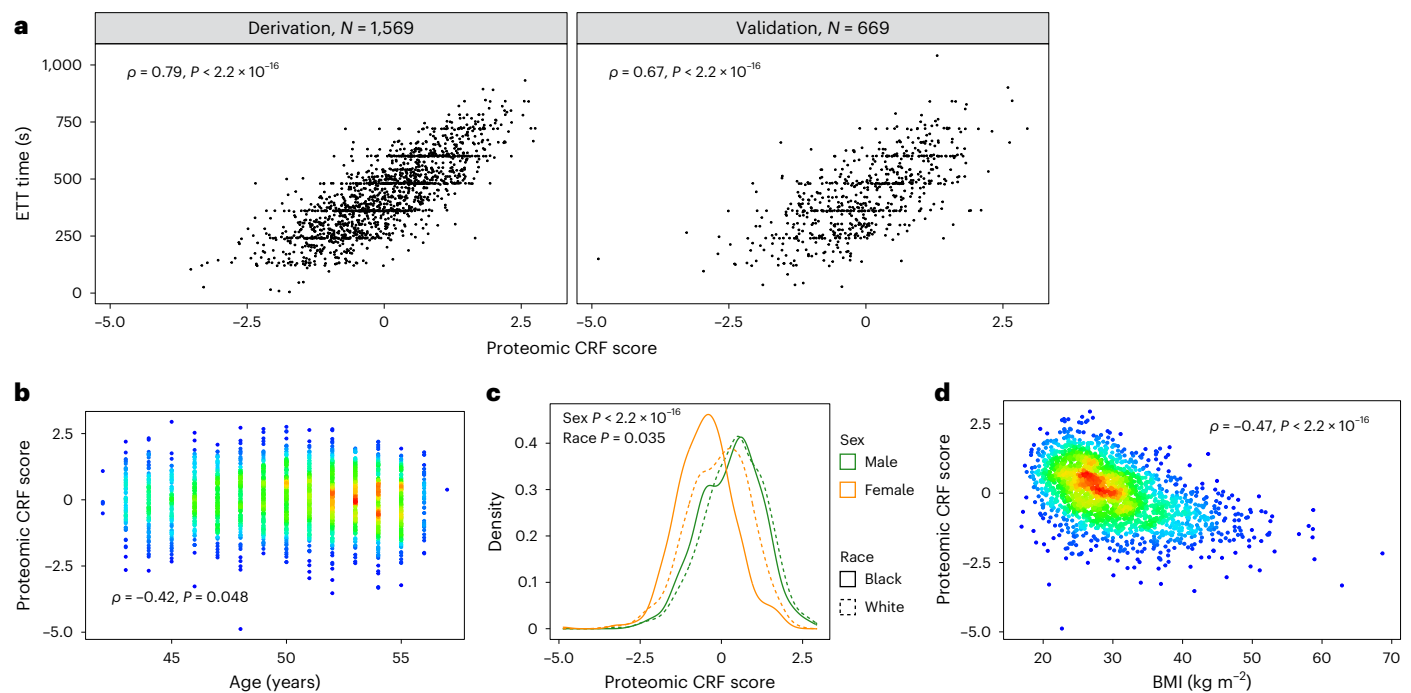 a
Derivation, N = 1,569
Validation, N = 669
ρ = 0.79, P < 2.2 × 10⁻¹⁶
ρ = 0.67, P < 2.2 × 10⁻¹⁶
ETT time (s)
1,000
750
500
250
0
−5.0 −2.5 0 2.5
−5.0 −2.5 0 2.5
Proteomic CRF score
b
Proteomic CRF score
2.5
0
−2.5
−5.0
ρ = −0.42, P = 0.048
45 50 55
Age (years)
c
Sex P < 2.2 × 10⁻¹⁶
Race P = 0.035
Density
0.4
0.3
0.2
0.1
0
−5.0 −2.5 0 2.5
Proteomic CRF score
Sex
Male
Female
Race
Black
White
d
ρ = −0.47, P < 2.2 × 10⁻¹⁶
Proteomic CRF score
2.5
0
−2.5
−5.0
20 30 40 50 60 70
BMI (kg m⁻²)